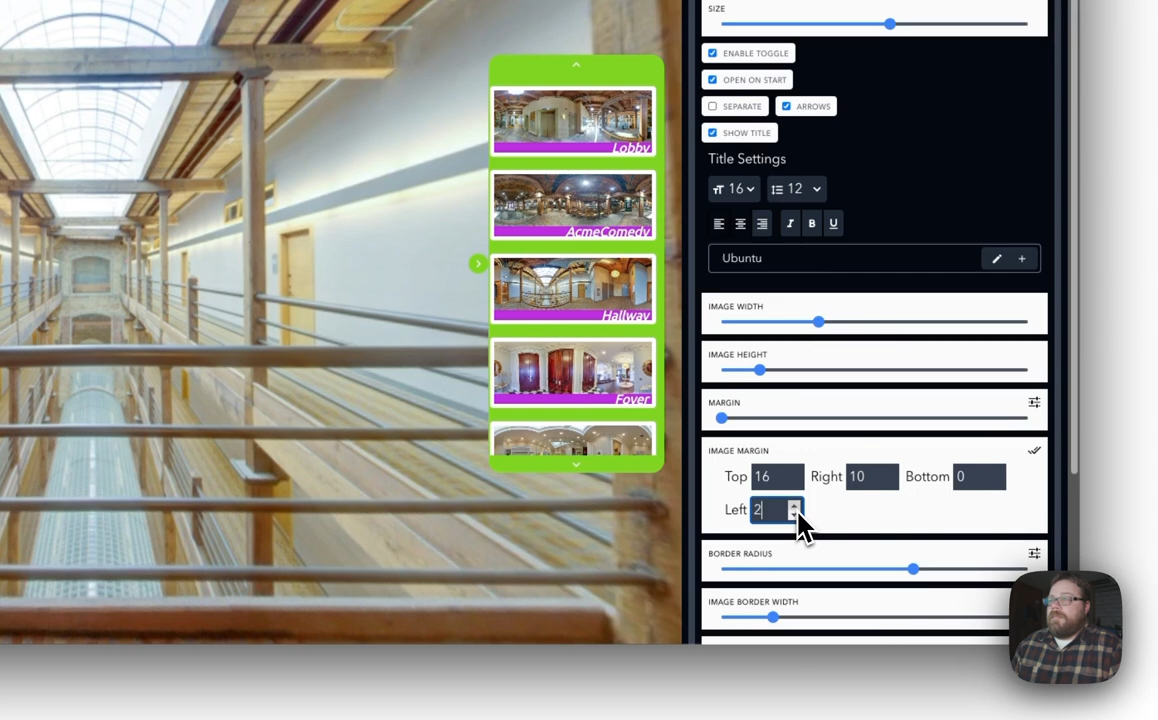 Lobby
AcmeComedy
Hallway
Foyer
SIZE
ENABLE TOGGLE
OPEN ON START
SEPARATE ARROWS
SHOW TITLE
Title Settings
16 12
I B U
Ubuntu
IMAGE WIDTH
IMAGE HEIGHT
MARGIN
IMAGE MARGIN
Top 16 Right 10 Bottom 0
Left 2
BORDER RADIUS
IMAGE BORDER WIDTH